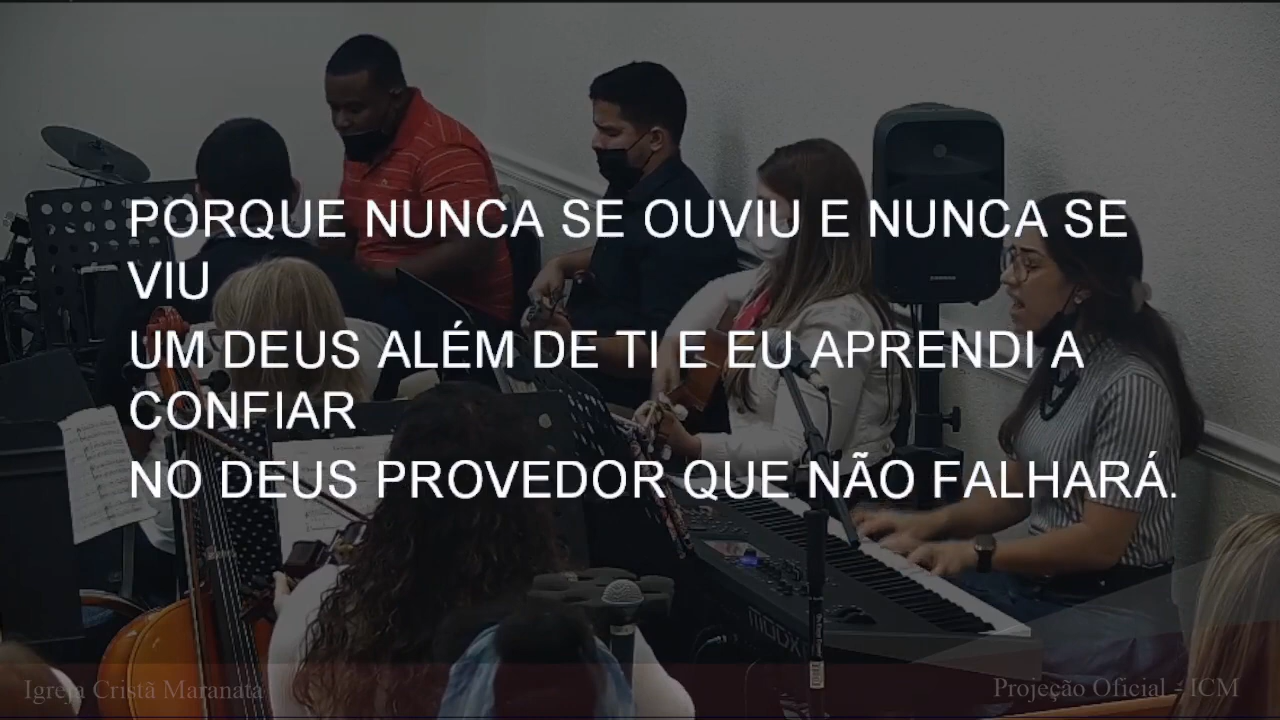 PORQUE NUNCA SE OUVIU E NUNCA SE
VIU
UM DEUS ALÉM DE TI E EU APRENDI A
CONFIAR
NO DEUS PROVEDOR QUE NÃO FALHARÁ.
MODX
Igreja Cristã Maranata
Projeção Oficial - ICM